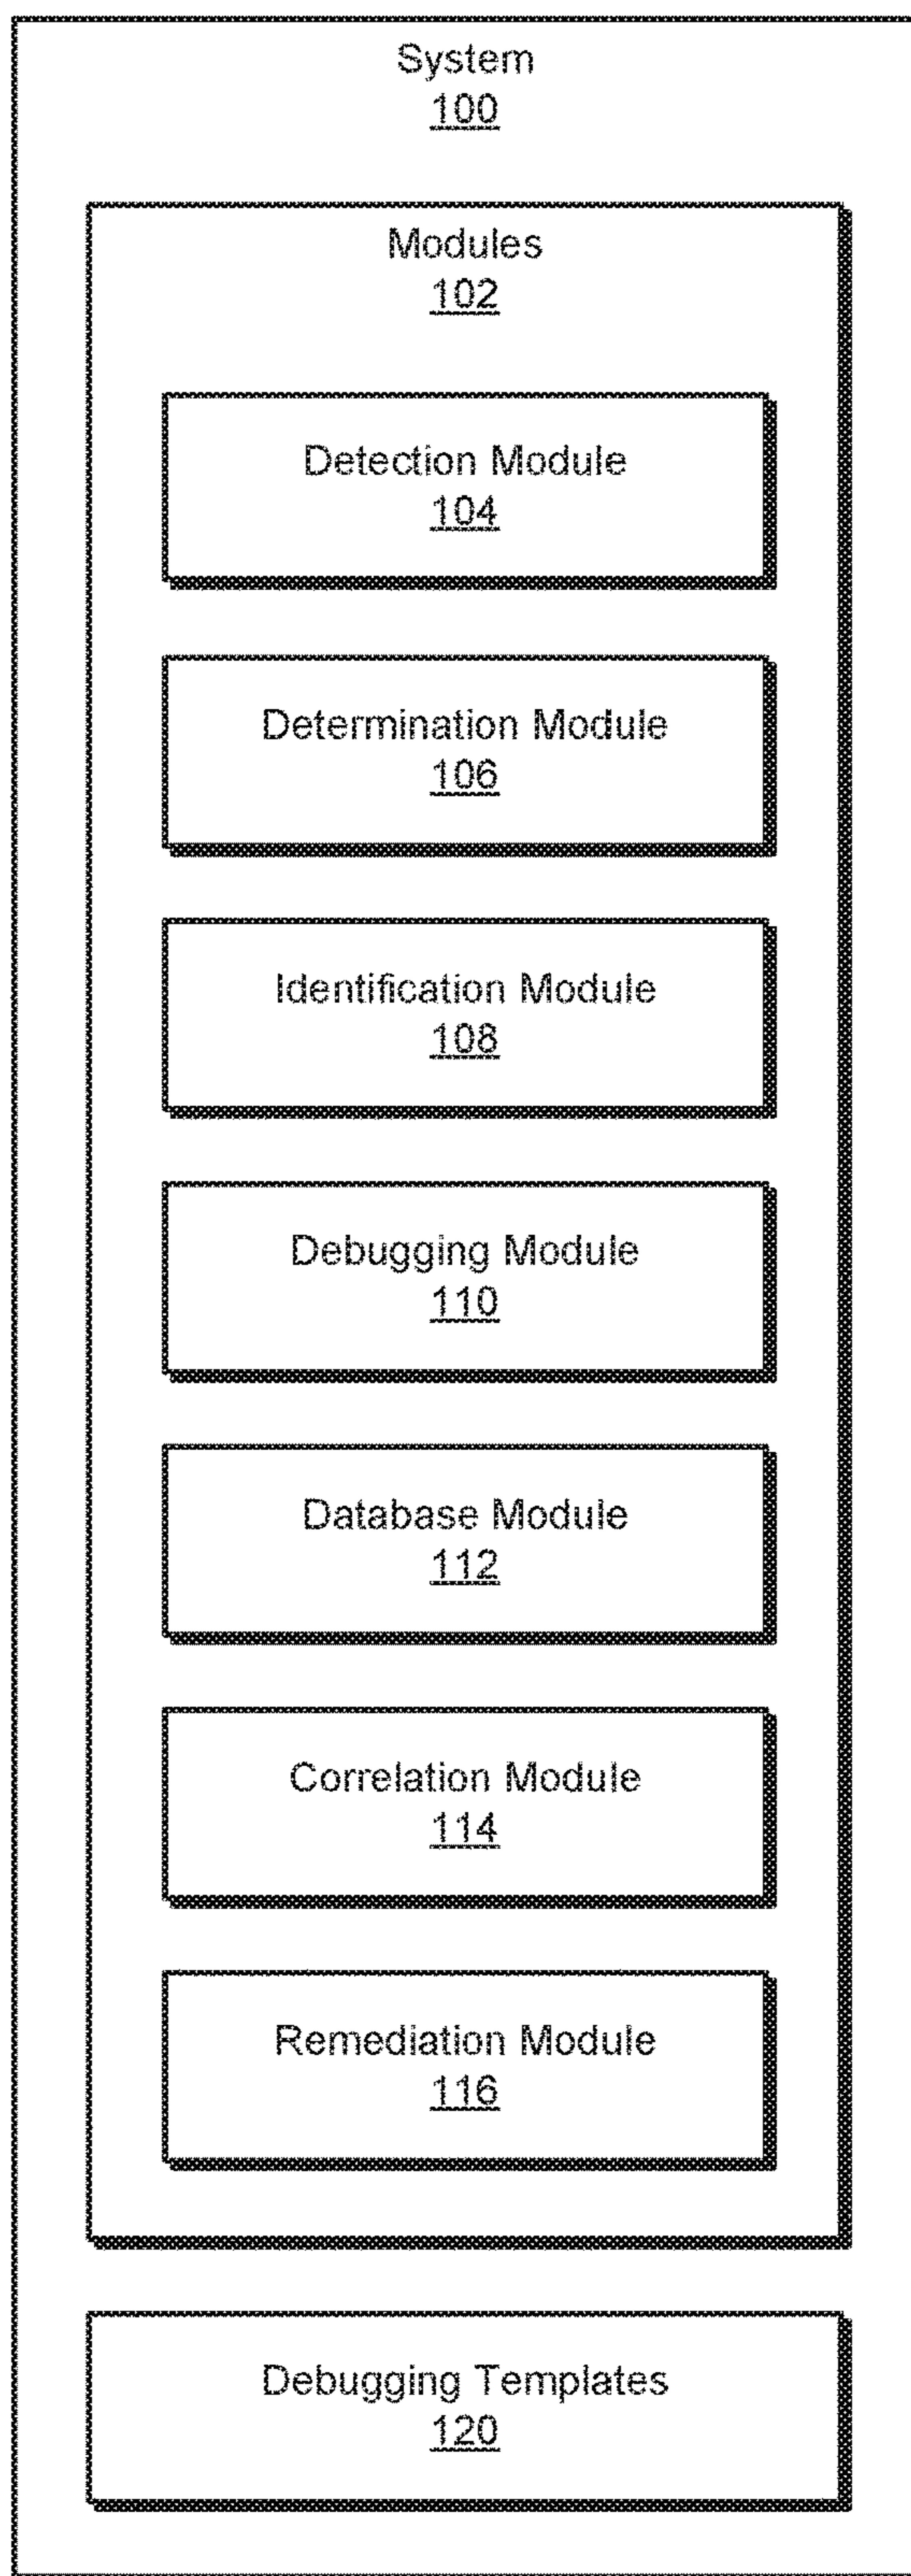 System
100
Modules
102
Detection Module
104
Determination Module
106
Identification Module
108
Debugging Module
110
Database Module
112
Correlation Module
114
Remediation Module
116
Debugging Templates
120